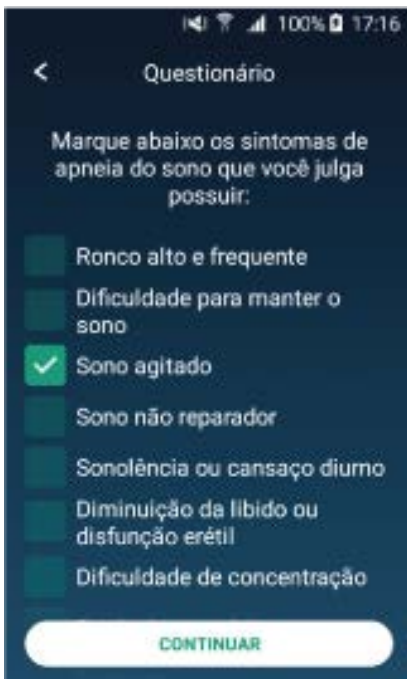 100% 17:16
Questionário
Marque abaixo os sintomas de
apneia do sono que você julga
possuir:
Ronco alto e frequente
Dificuldade para manter o
sono
Sono agitado
Sono não reparador
Sonolência ou cansaço diurno
Diminuição da libido ou
disfunção erétil
Dificuldade de concentração
CONTINUAR